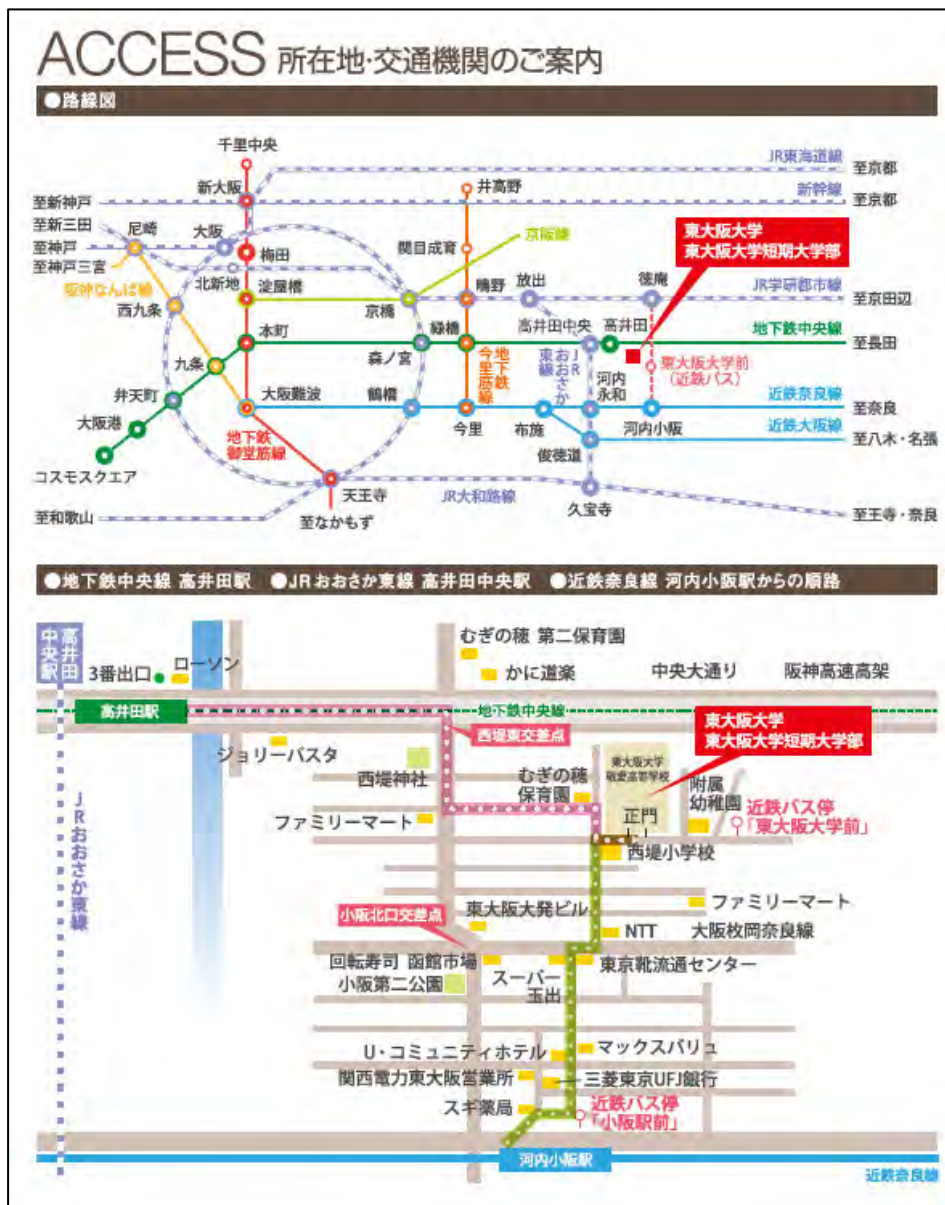 ACCESS 所在地・交通機関のご案内
●路線図
千里中央
JR東海道線
至京都
新大阪
井高野
新幹線
至新神戸
至京都
至新三田
尼崎
大阪
東大阪大学
東大阪大学短期大学部
至神戸
梅田
関目成育
京阪線
至神戸三宮
北新地
淀屋橋
鴫野
放出
徳庵
JR学研都市線
阪神なんば線
京橋
至京田辺
西九条
本町
緑橋
高井田中央
高井田
地下鉄中央線
至長田
九条
森ノ宮
地下鉄
今里筋線
JR
おおさか
東線
東大阪大学前
(近鉄バス)
弁天町
大阪難波
鶴橋
河内
永和
近鉄奈良線
至奈良
大阪港
地下鉄
御堂筋線
今里
布施
河内小阪
近鉄大阪線
至八木・名張
コスモスクエア
俊徳道
天王寺
JR大和路線
久宝寺
至和歌山
至なかもず
至王寺・奈良
●地下鉄中央線 高井田駅 ●JRおおさか東線 高井田中央駅 ●近鉄奈良線 河内小阪駅からの順路
高井田
中央駅
むぎの穂 第二保育園
3番出口
ローソン
かに道楽
中央大通り
阪神高速高架
高井田駅
地下鉄中央線
西堤東交差点
東大阪大学
東大阪大学短期大学部
ジョリーパスタ
西堤神社
むぎの穂
保育園
東大阪大学
敬愛高等学校
附属
幼稚園
近鉄バス停
「東大阪大学前」
JRおおさか東線
ファミリーマート
正門
西堤小学校
小阪北口交差点
東大阪大発ビル
ファミリーマート
NTT
大阪枚岡奈良線
回転寿司 函館市場
スーパー
玉出
東京靴流通センター
小阪第二公園
U・コミュニティホテル
マックスバリュ
関西電力東大阪営業所
三菱東京UFJ銀行
スギ薬局
近鉄バス停
「小阪駅前」
河内小阪駅
近鉄奈良線